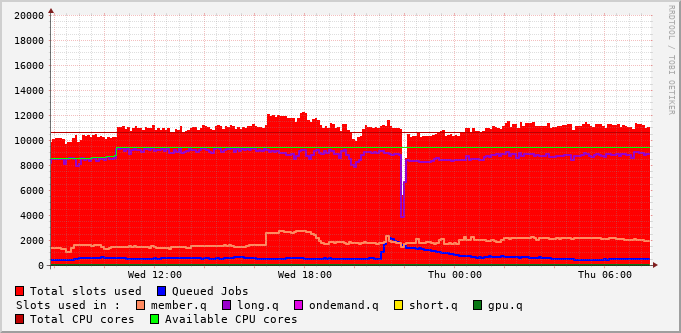 RRDTOOL / TOBI OETIKER
20000
18000
16000
14000
12000
10000
8000
6000
4000
2000
0
Wed 12:00 Wed 18:00 Thu 00:00 Thu 06:00
Total slots used Queued Jobs
Slots used in : member.q long.q ondemand.q short.q gpu.q
Total CPU cores Available CPU cores